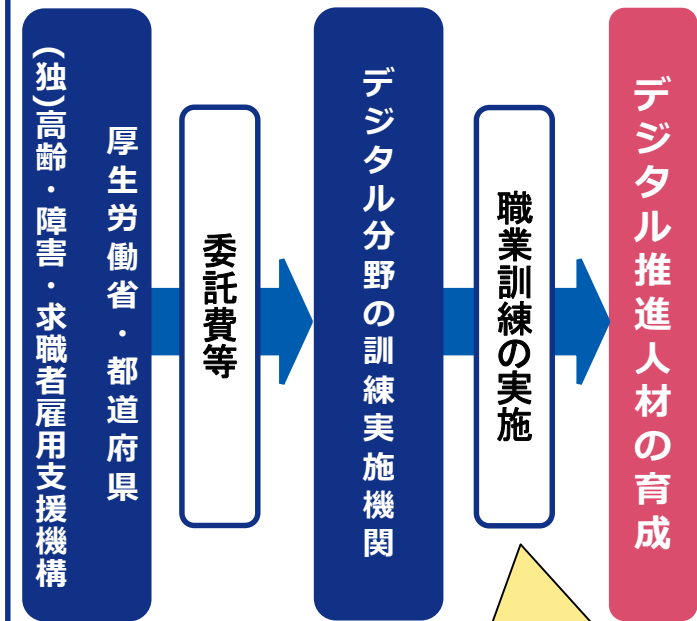 厚生労働省・都道府県
(独)高齢・障害・求職者雇用支援機構
委託費等
デジタル分野の訓練実施機関
職業訓練の実施
デジタル推進人材の育成